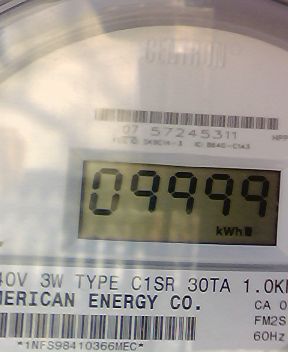 CENTRON
07 57245311
09999
kWh
40V 3W TYPE C1SR 30TA 1.0K
MERICAN ENERGY CO.
CA 0
FM2S
60Hz
*1NFS98410366MEC*